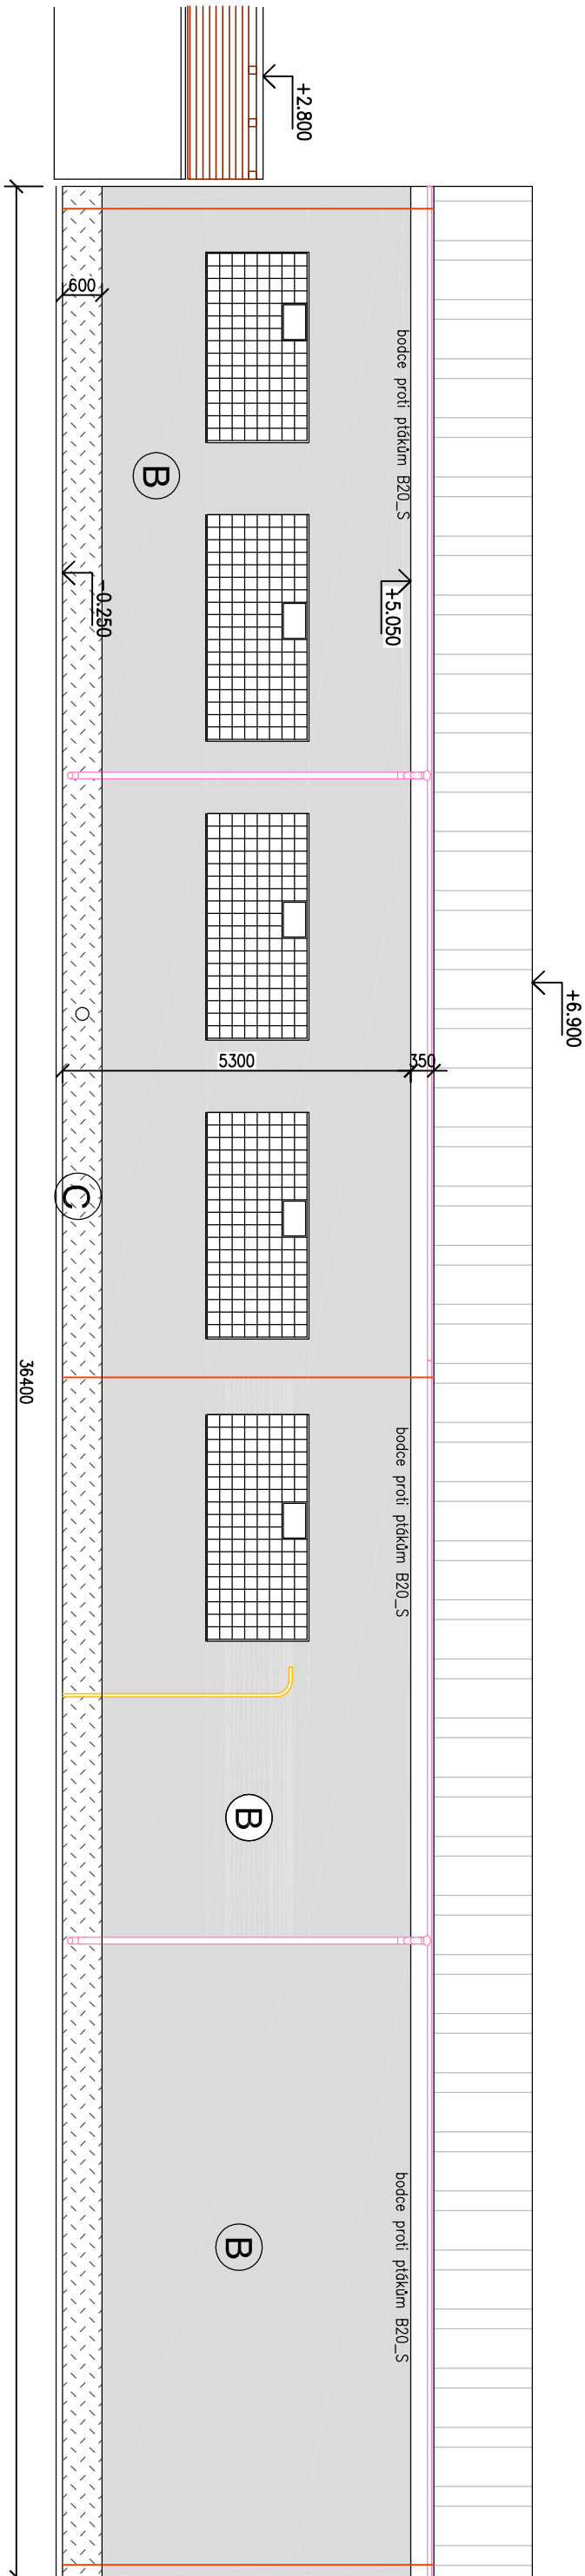 +2.800
600
bodce proti ptákům B20_S
B
+5.050
-0.250
+6.900
5300
350
C
36400
bodce proti ptákům B20_S
B
bodce proti ptákům B20_S
B